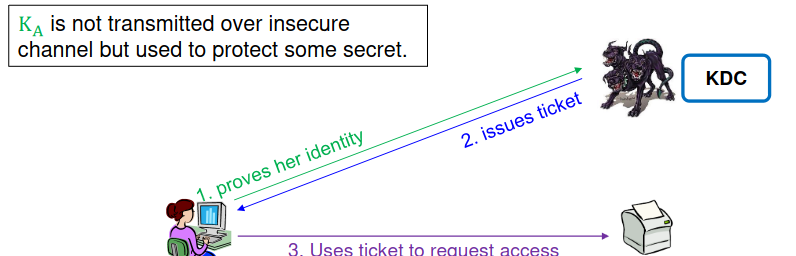 K_A is not transmitted over insecure
channel but used to protect some secret.
KDC
1. proves her identity
2. issues ticket
3. Uses ticket to request access